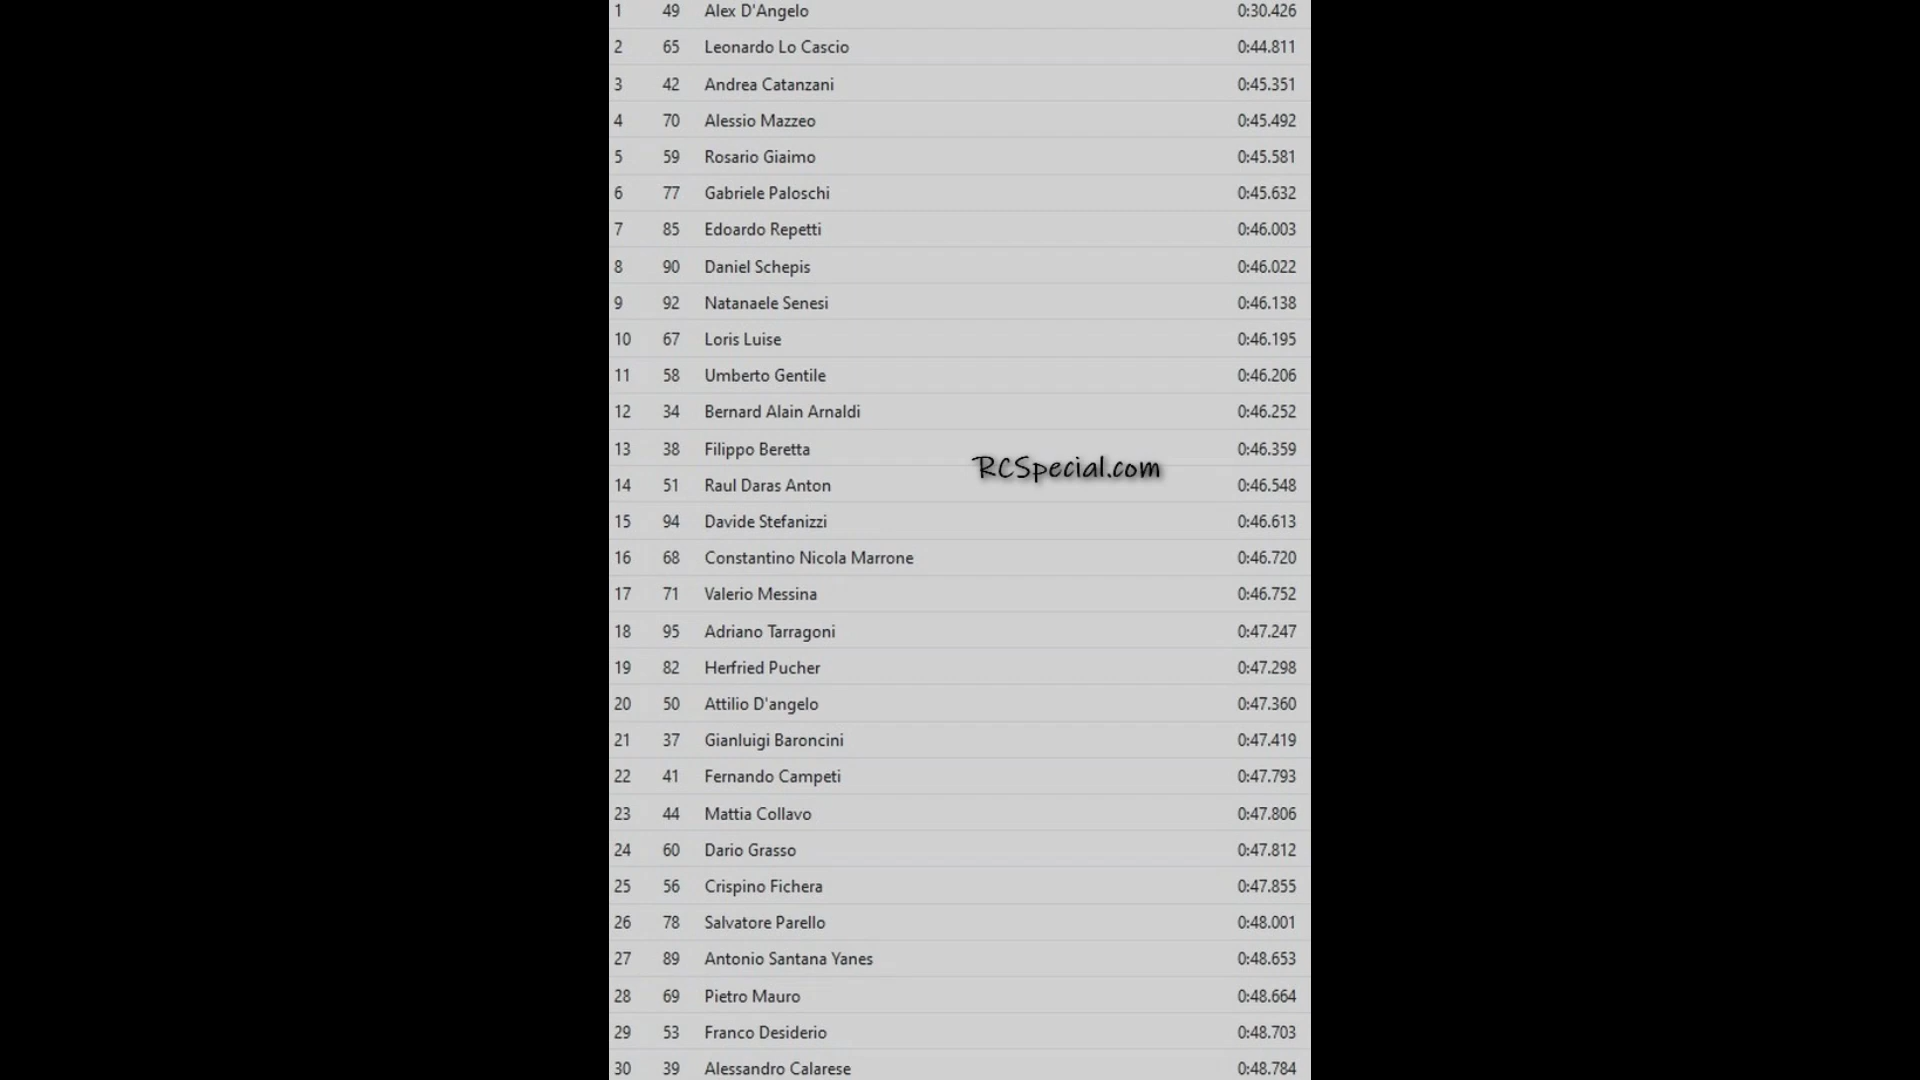 1 49 Alex D'Angelo 0:30.426
2 65 Leonardo Lo Cascio 0:44.811
3 42 Andrea Catanzani 0:45.351
4 70 Alessio Mazzeo 0:45.492
5 59 Rosario Giaimo 0:45.581
6 77 Gabriele Paloschi 0:45.632
7 85 Edoardo Repetti 0:46.003
8 90 Daniel Schepis 0:46.022
9 92 Natanaele Senesi 0:46.138
10 67 Loris Luise 0:46.195
11 58 Umberto Gentile 0:46.206
12 34 Bernard Alain Arnaldi 0:46.252
13 38 Filippo Beretta 0:46.359
RCSpecial.com
14 51 Raul Daras Anton 0:46.548
15 94 Davide Stefanizzi 0:46.613
16 68 Constantino Nicola Marrone 0:46.720
17 71 Valerio Messina 0:46.752
18 95 Adriano Tarragoni 0:47.247
19 82 Herfried Pucher 0:47.298
20 50 Attilio D'angelo 0:47.360
21 37 Gianluigi Baroncini 0:47.419
22 41 Fernando Campeti 0:47.793
23 44 Mattia Collavo 0:47.806
24 60 Dario Grasso 0:47.812
25 56 Crispino Fichera 0:47.855
26 78 Salvatore Parello 0:48.001
27 89 Antonio Santana Yanes 0:48.653
28 69 Pietro Mauro 0:48.664
29 53 Franco Desiderio 0:48.703
30 39 Alessandro Calarese 0:48.784